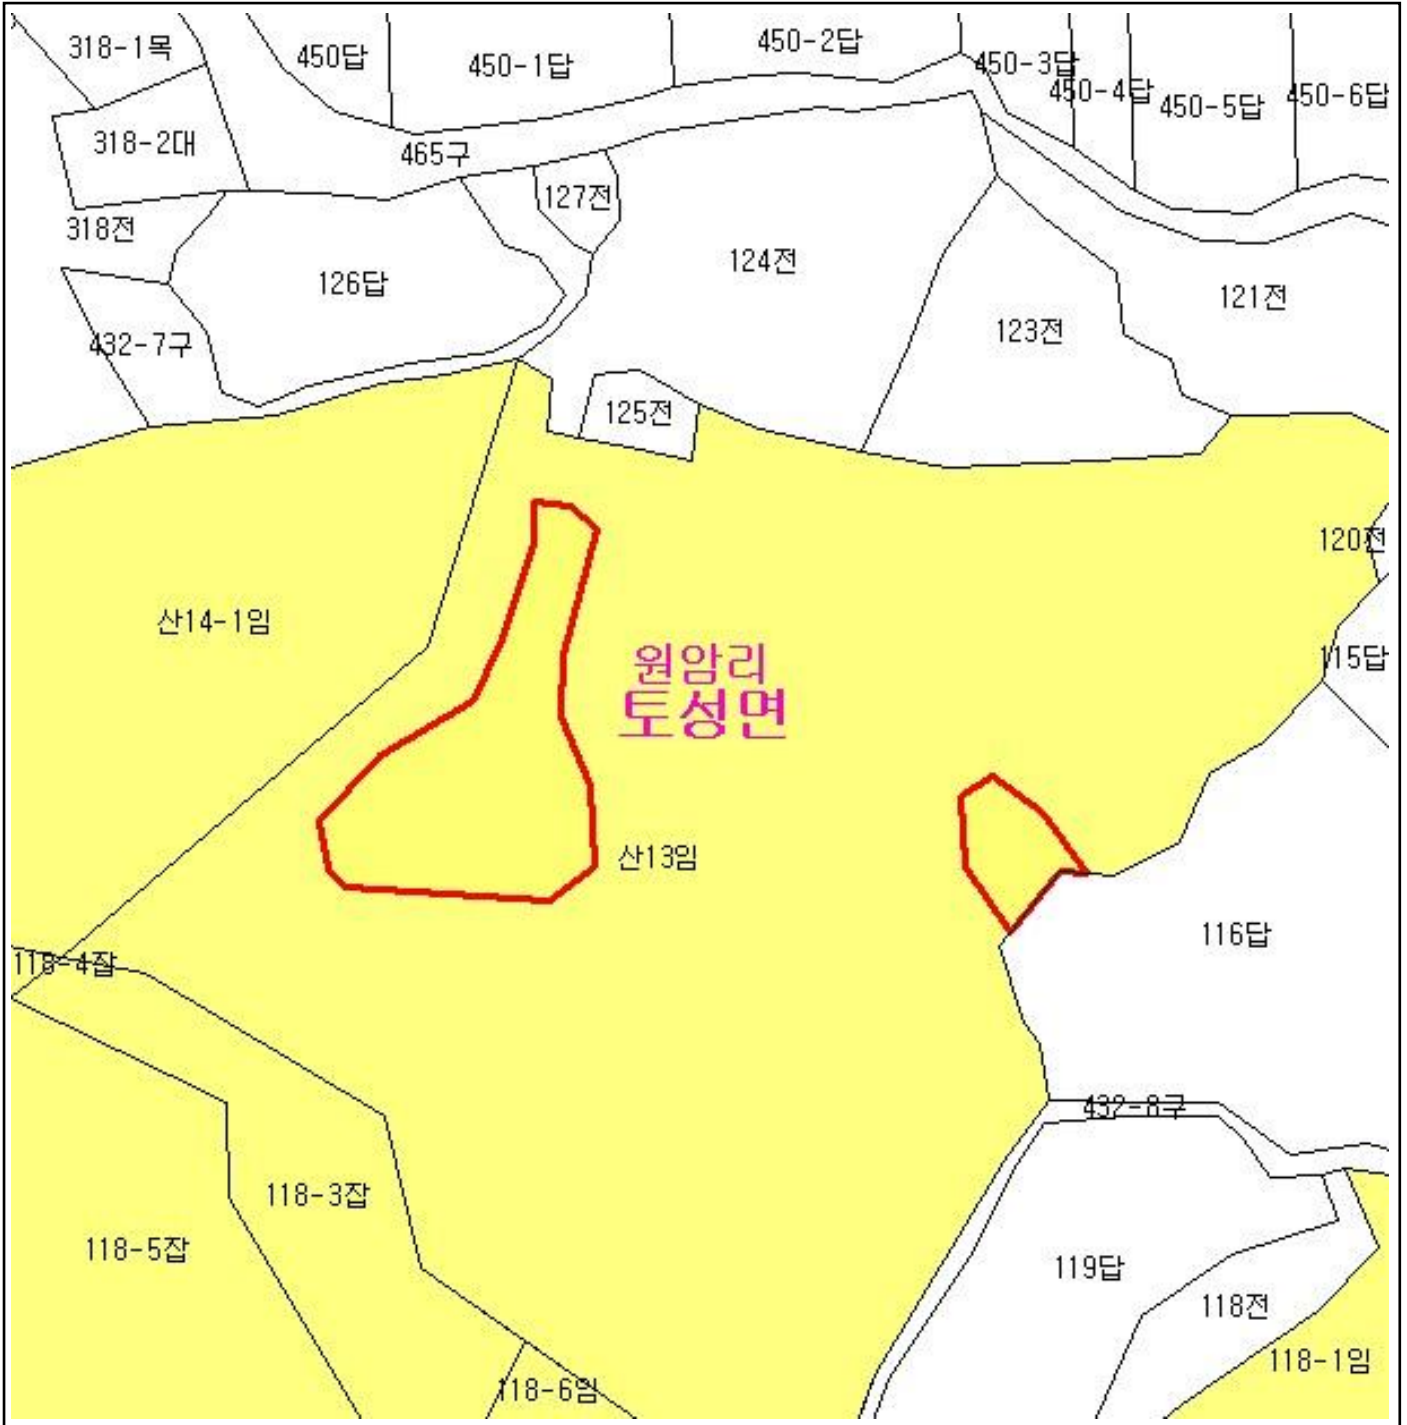 318-1목
450답
450-1답
450-2답
450-3답
450-4답
450-5답
450-6답
318-2대
465구
127전
318전
126답
124전
121전
432-7구
123전
125전
120전
산14-1임
115답
원암리
토성면
산13임
116답
118-4잡
432-8구
118-3잡
118-5잡
119답
118전
118-1임
118-6임